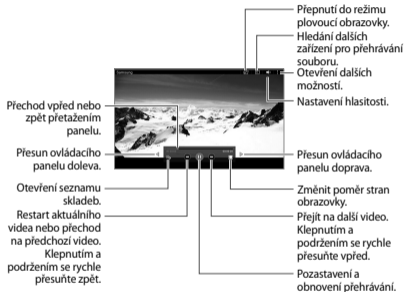 Přepnutí do režimu
plovoucí obrazovky.
Hledání dalších
zařízení pro přehrávání
souboru.
Otevření dalších
možností.
Nastavení hlasitosti.
Samsung
Přechod vpřed nebo
zpět přetažením
panelu.
Přesun ovládacího
panelu doleva.
Otevření seznamu
skladeb.
Restart aktuálního
videa nebo přechod
na předchozí video.
Klepnutím a
podržením se rychle
přesuňte zpět.
Přesun ovládacího
panelu doprava.
Změnit poměr stran
obrazovky.
Přejít na další video.
Klepnutím a
podržením se rychle
přesuňte vpřed.
Pozastavení a
obnovení přehrávání.